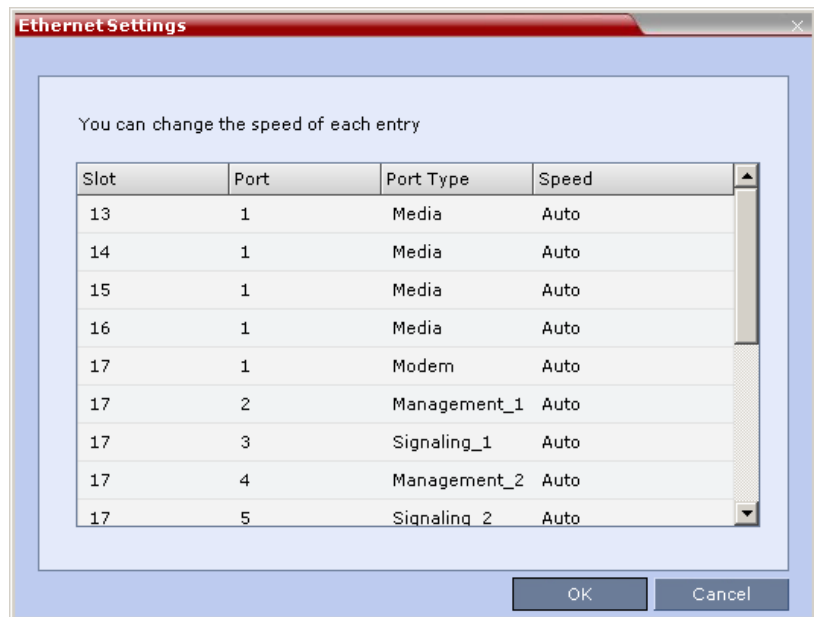 Ethernet Settings
You can change the speed of each entry
Slot Port Port Type Speed
13 1 Media Auto
14 1 Media Auto
15 1 Media Auto
16 1 Media Auto
17 1 Modem Auto
17 2 Management_1 Auto
17 3 Signaling_1 Auto
17 4 Management_2 Auto
17 5 Signaling_2 Auto
OK Cancel